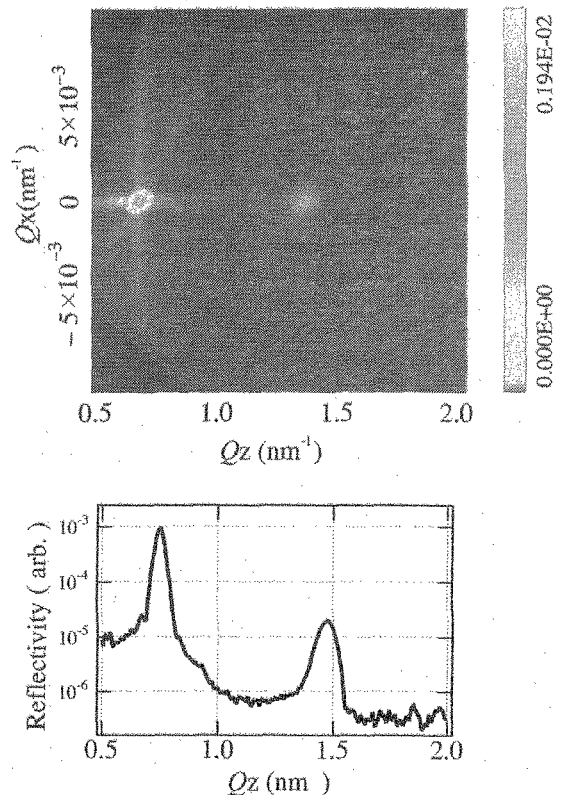 5×10⁻³
0
−5×10⁻³
Qx(nm⁻¹)
0.5 1.0 1.5 2.0
Qz (nm⁻¹)
0.194E-02
0.000E+00
Reflectivity ( arb. )
10⁻³
10⁻⁴
10⁻⁵
10⁻⁶
0.5 1.0 1.5 2.0
Qz (nm )